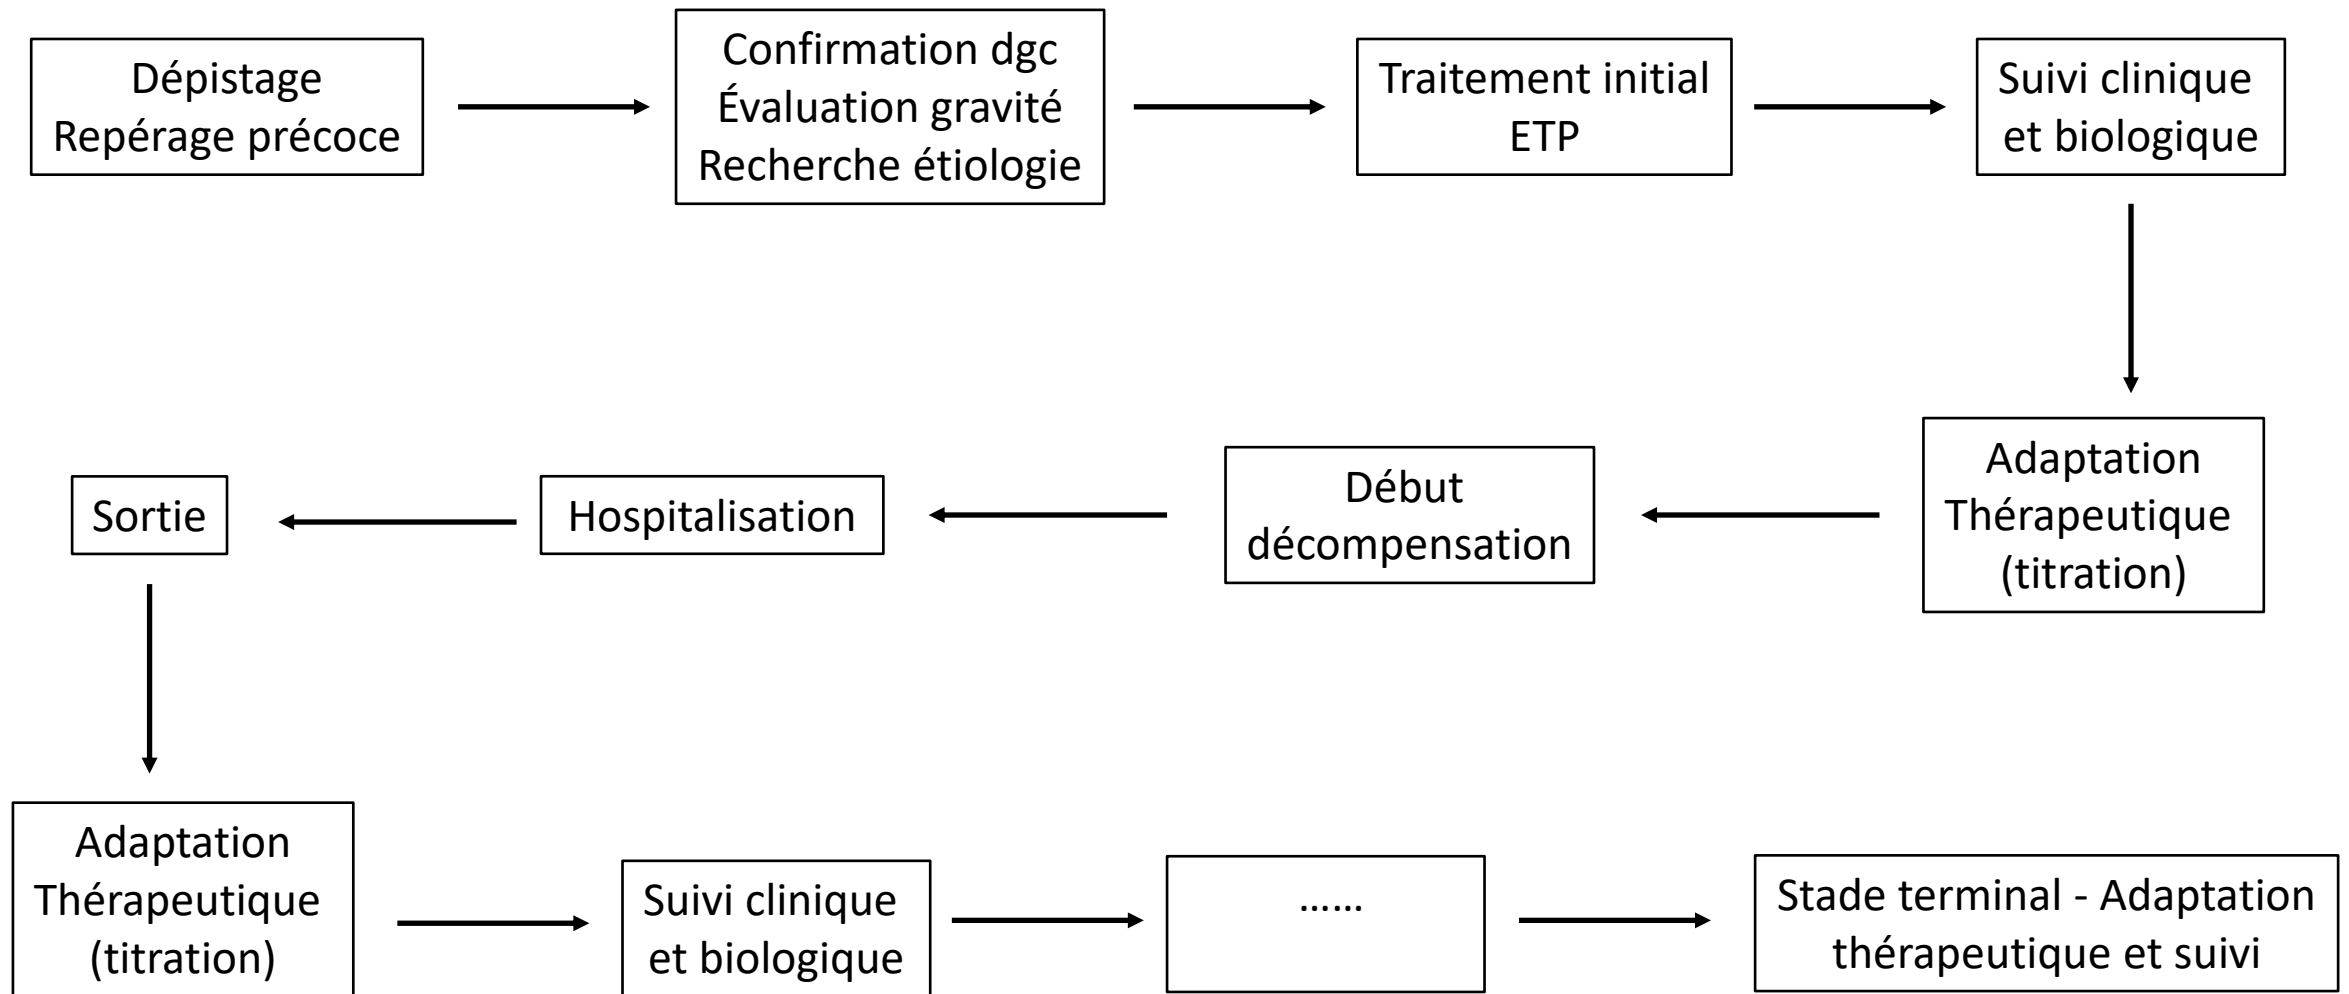 Dépistage
Repérage précoce
Confirmation dgc
Évaluation gravité
Recherche étiologie
Traitement initial
ETP
Suivi clinique
et biologique
Adaptation
Thérapeutique
(titration)
Début
décompensation
Hospitalisation
Sortie
Adaptation
Thérapeutique
(titration)
Suivi clinique
et biologique
……
Stade terminal - Adaptation
thérapeutique et suivi